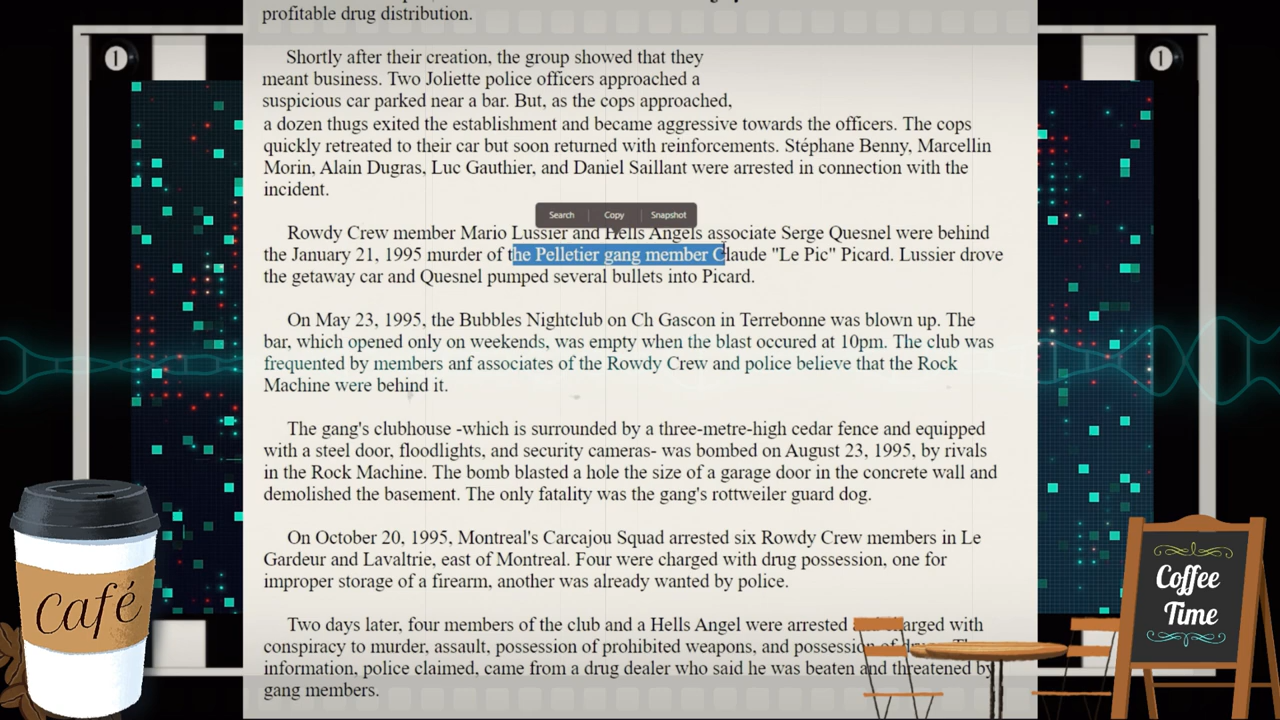 profitable drug distribution.
Shortly after their creation, the group showed that they
meant business. Two Joliette police officers approached a
suspicious car parked near a bar. But, as the cops approached,
a dozen thugs exited the establishment and became aggressive towards the officers. The cops
quickly retreated to their car but soon returned with reinforcements. Stéphane Benny, Marcellin
Morin, Alain Dugras, Luc Gauthier, and Daniel Saillant were arrested in connection with the
incident.
Search Copy Snapshot
Rowdy Crew member Mario Lussier and Hells Angels associate Serge Quesnel were behind
the January 21, 1995 murder of the Pelletier gang member Claude "Le Pic" Picard. Lussier drove
the getaway car and Quesnel pumped several bullets into Picard.
On May 23, 1995, the Bubbles Nightclub on Ch Gascon in Terrebonne was blown up. The
bar, which opened only on weekends, was empty when the blast occured at 10pm. The club was
frequented by members anf associates of the Rowdy Crew and police believe that the Rock
Machine were behind it.
The gang's clubhouse -which is surrounded by a three-metre-high cedar fence and equipped
with a steel door, floodlights, and security cameras- was bombed on August 23, 1995, by rivals
in the Rock Machine. The bomb blasted a hole the size of a garage door in the concrete wall and
demolished the basement. The only fatality was the gang's rottweiler guard dog.
On October 20, 1995, Montreal's Carcajou Squad arrested six Rowdy Crew members in Le
Gardeur and Lavaltrie, east of Montreal. Four were charged with drug possession, one for
improper storage of a firearm, another was already wanted by police.
Two days later, four members of the club and a Hells Angel were arrested charged with
conspiracy to murder, assault, possession of prohibited weapons, and possession of
information, police claimed, came from a drug dealer who said he was beaten and threatened by
gang members.
1
1
Café
Coffee
Time